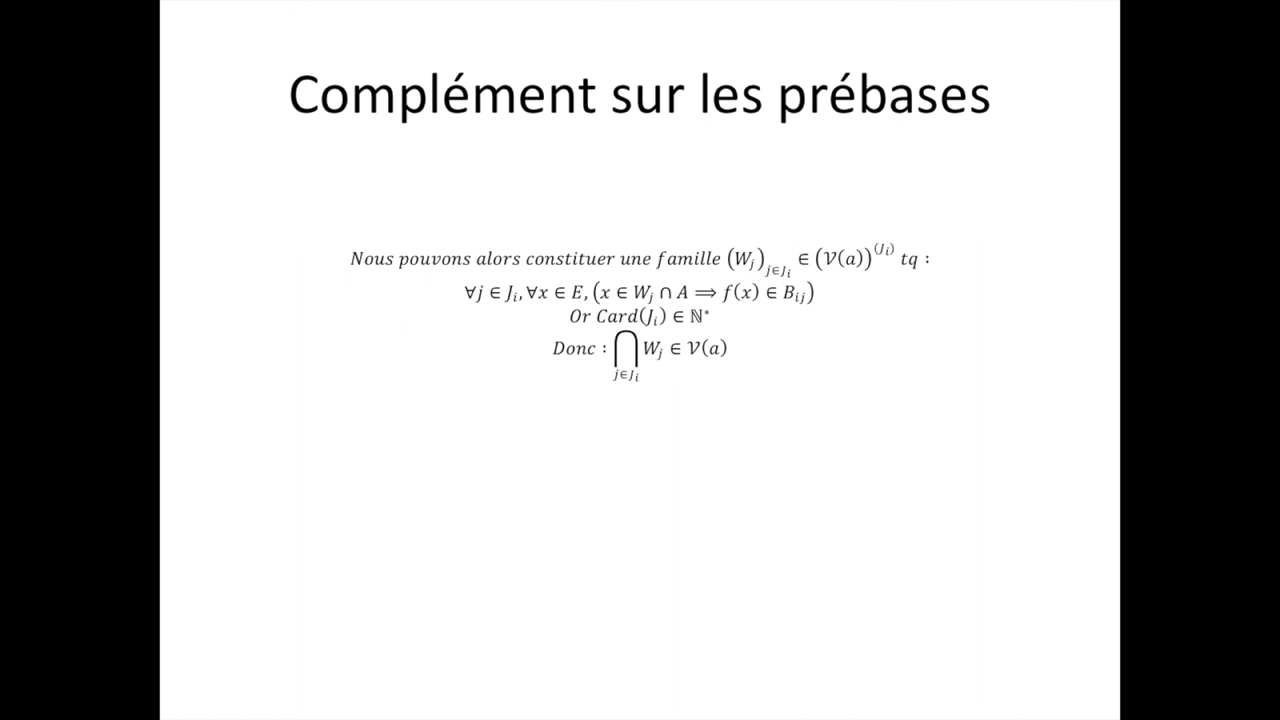 Complément sur les prébases
Nous pouvons alors constituer une famille (W_j)_{j∈J_i} ∈ (𝒱(a))^{(J_i)} tq :
∀j ∈ J_i, ∀x ∈ E, (x ∈ W_j ∩ A ⟹ f(x) ∈ B_{ij})
Or Card(J_i) ∈ ℕ*
Donc : ⋂_{j∈J_i} W_j ∈ 𝒱(a)